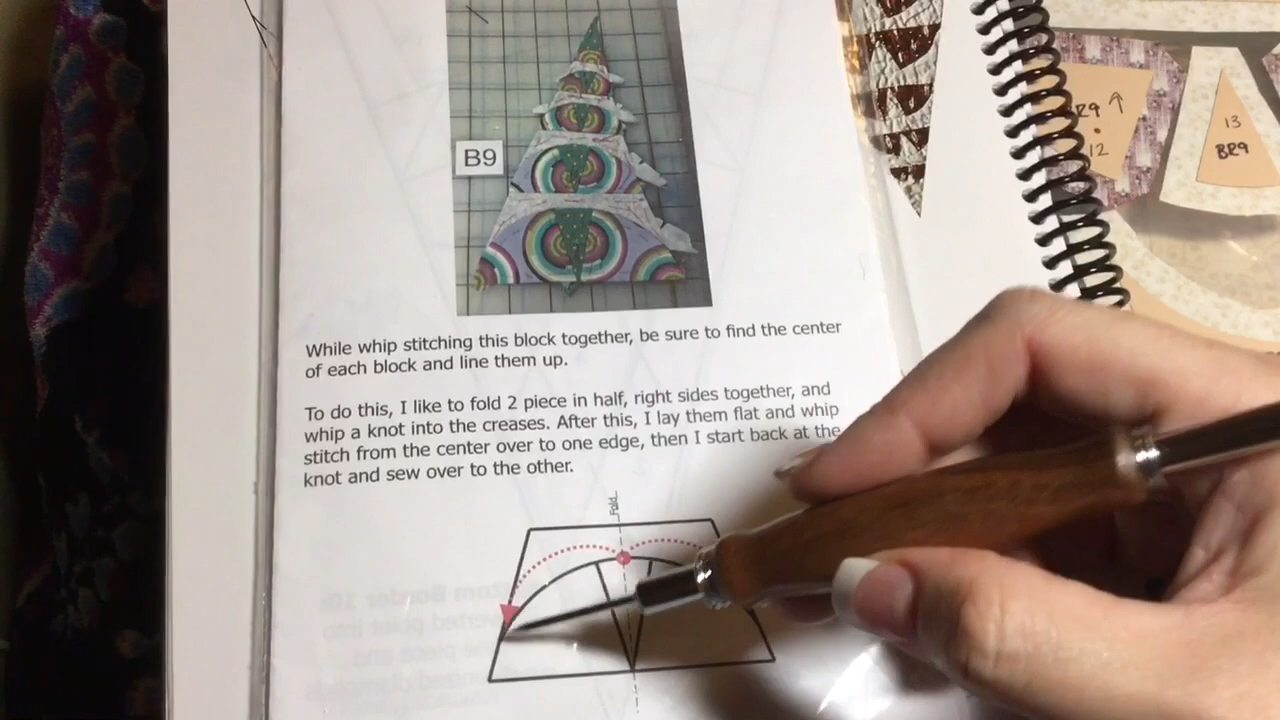 B9
R9 ↑
12
13
BR9
While whip stitching this block together, be sure to find the center
of each block and line them up.
To do this, I like to fold 2 piece in half, right sides together, and
whip a knot into the creases. After this, I lay them flat and whip
stitch from the center over to one edge, then I start back at the
knot and sew over to the other.
Fold